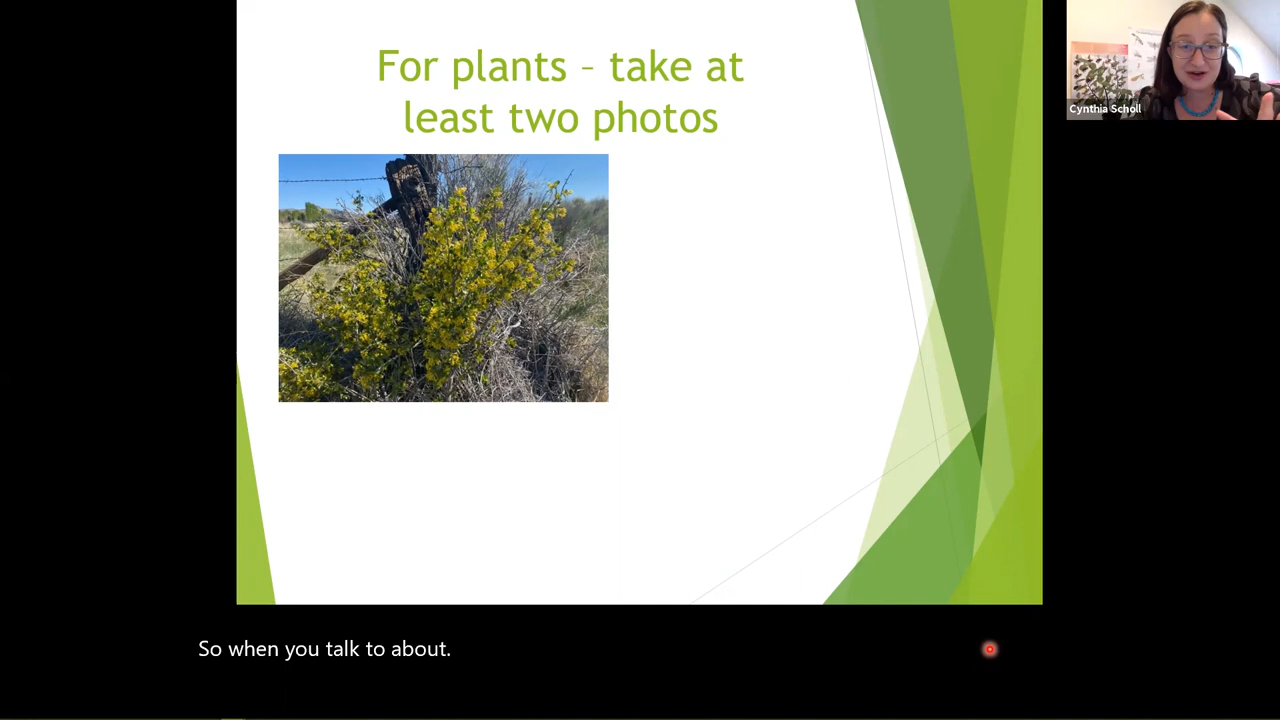 For plants – take at
least two photos
Cynthia Scholl
So when you talk to about.